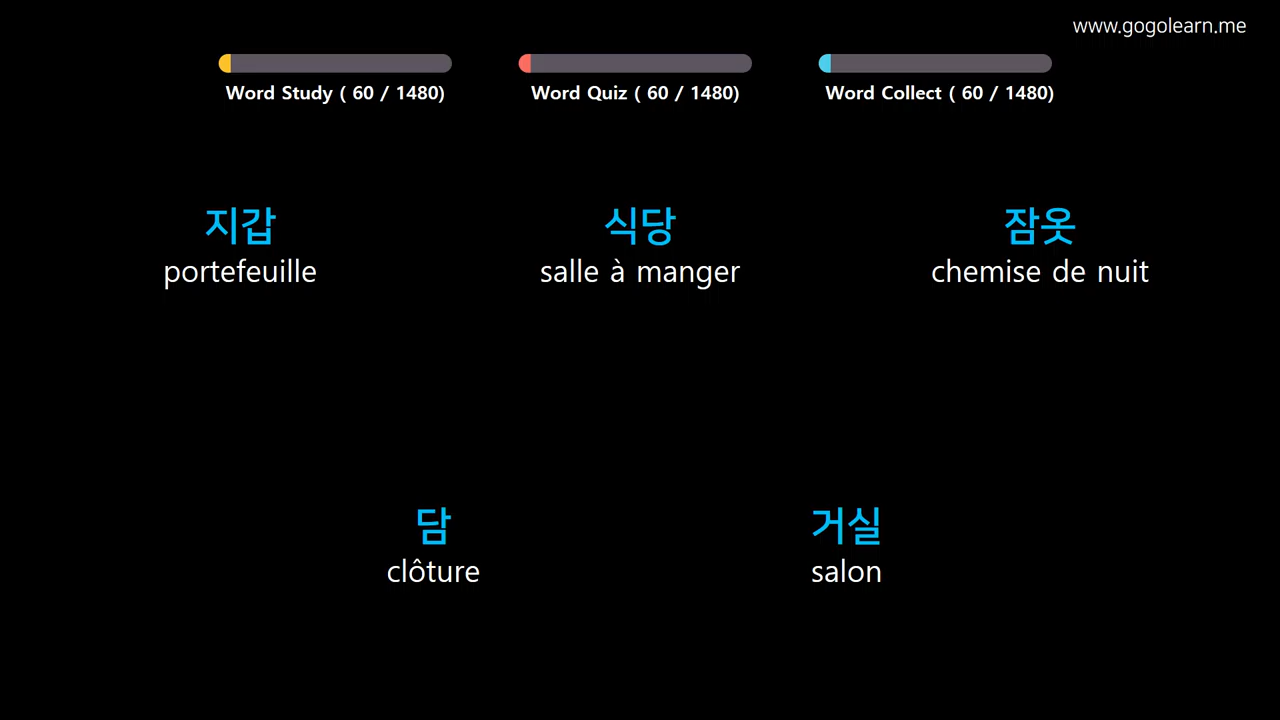 www.gogolearn.me
Word Study ( 60 / 1480)
Word Quiz ( 60 / 1480)
Word Collect ( 60 / 1480)
지갑
portefeuille
식당
salle à manger
잠옷
chemise de nuit
담
clôture
거실
salon